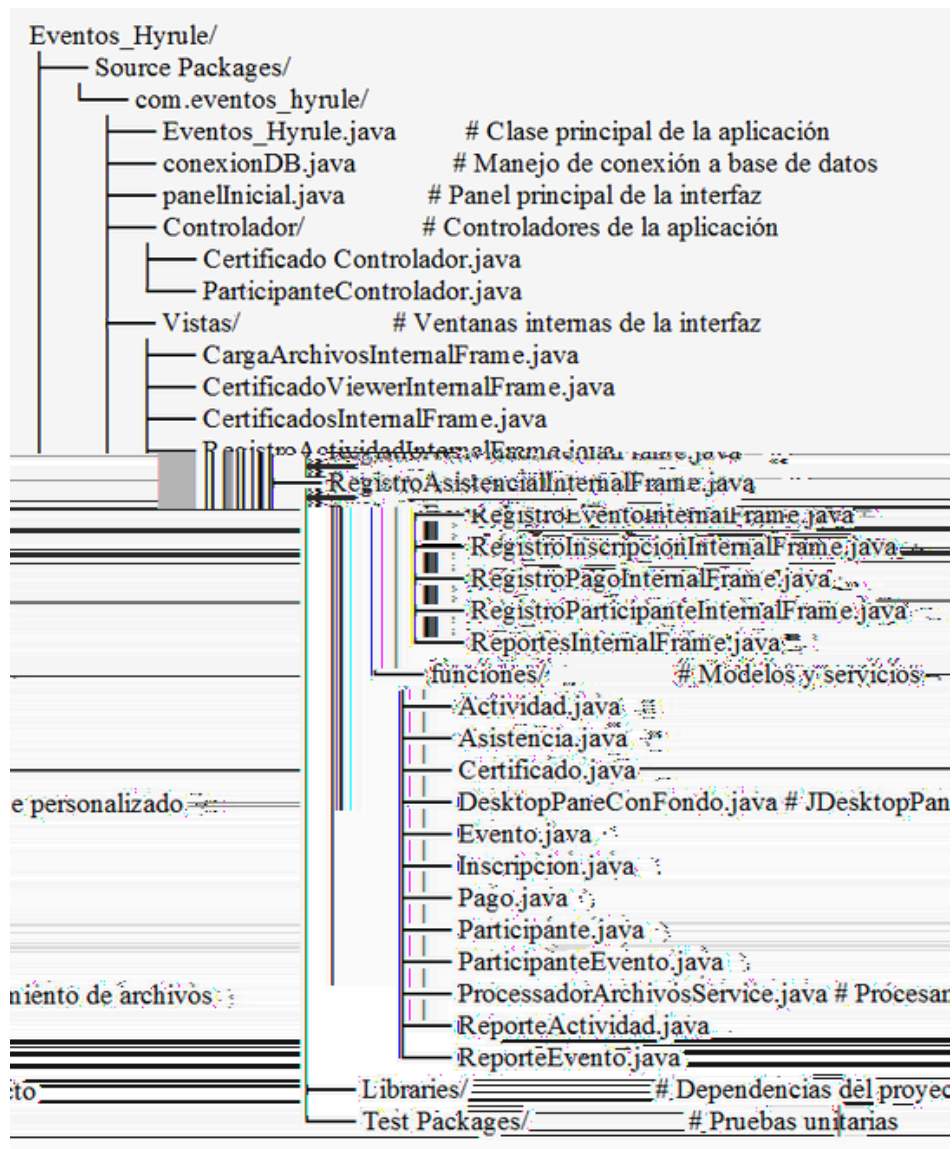 Eventos_Hyrule/
Source Packages/
com.eventos_hyrule/
Eventos_Hyrule.java # Clase principal de la aplicación
conexionDB.java # Manejo de conexión a base de datos
panelInicial.java # Panel principal de la interfaz
Controlador/ # Controladores de la aplicación
Certificado Controlador.java
ParticipanteControlador.java
Vistas/ # Ventanas internas de la interfaz
CargaArchivosInternalFrame.java
CertificadoViewerInternalFrame.java
CertificadosInternalFrame.java
RegistroActividadInternalFrame.java
RegistroAsistenciaInternalFrame.java
RegistroEventoInternalFrame.java
RegistroInscripcionInternalFrame.java
RegistroPagoInternalFrame.java
RegistroParticipanteInternalFrame.java
ReportesInternalFrame.java
funciones/ # Modelos y servicios
Actividad.java
Asistencia.java
Certificado.java
e personalizado DesktopPaneConFondo.java # JDesktopPan
Evento.java
Inscripcion.java
Pago.java
Participante.java
ParticipanteEvento.java
miento de archivos ProcessadorArchivosService.java # Procesar
ReporteActividad.java
ReporteEvento.java
cto Libraries/ # Dependencias del proyec
Test Packages/ # Pruebas unitarias